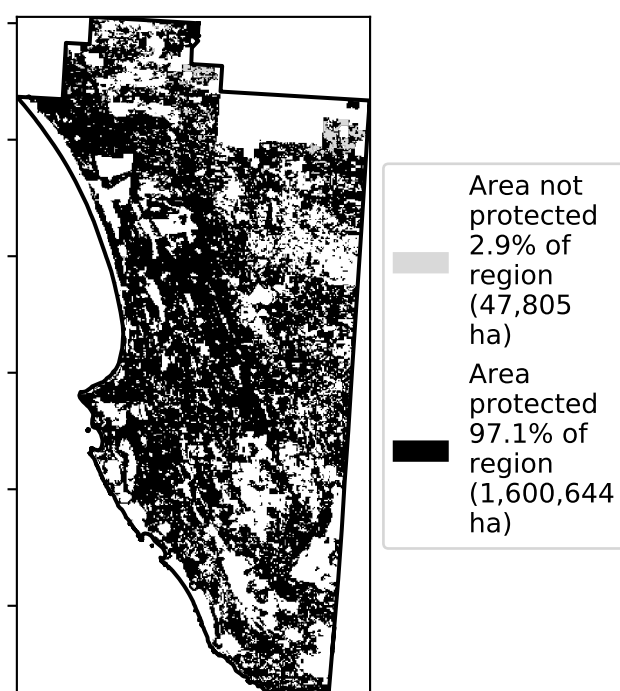 Area not
protected
2.9% of
region
(47,805
ha)
Area
protected
97.1% of
region
(1,600,644
ha)